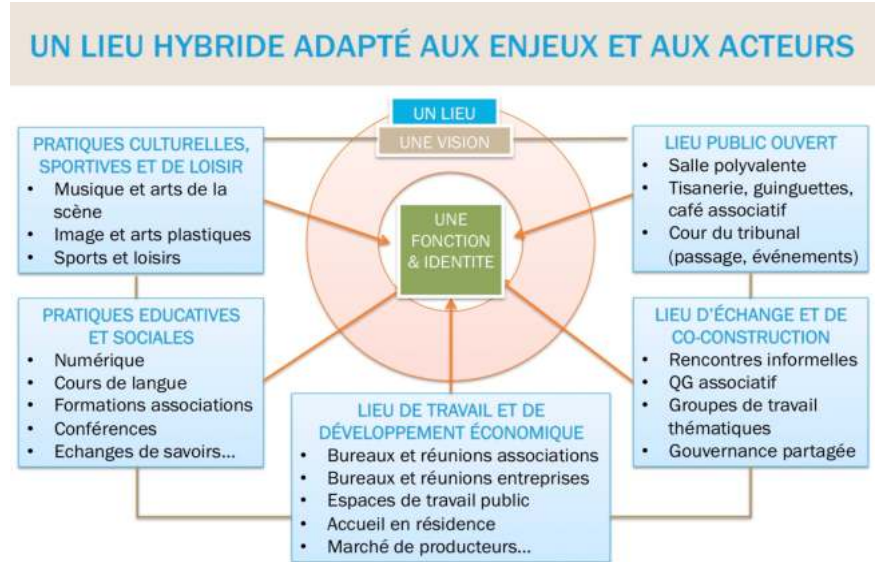 UN LIEU HYBRIDE ADAPTÉ AUX ENJEUX ET AUX ACTEURS
UN LIEU
UNE VISION
UNE
FONCTION
& IDENTITE
PRATIQUES CULTURELLES,
SPORTIVES ET DE LOISIR
• Musique et arts de la
scène
• Image et arts plastiques
• Sports et loisirs
LIEU PUBLIC OUVERT
• Salle polyvalente
• Tisanerie, guinguettes,
café associatif
• Cour du tribunal
(passage, événements)
PRATIQUES EDUCATIVES
ET SOCIALES
• Numérique
• Cours de langue
• Formations associations
• Conférences
• Echanges de savoirs...
LIEU D'ÉCHANGE ET DE
CO-CONSTRUCTION
• Rencontres informelles
• QG associatif
• Groupes de travail
thématiques
• Gouvernance partagée
LIEU DE TRAVAIL ET DE
DÉVELOPPEMENT ÉCONOMIQUE
• Bureaux et réunions associations
• Bureaux et réunions entreprises
• Espaces de travail public
• Accueil en résidence
• Marché de producteurs...